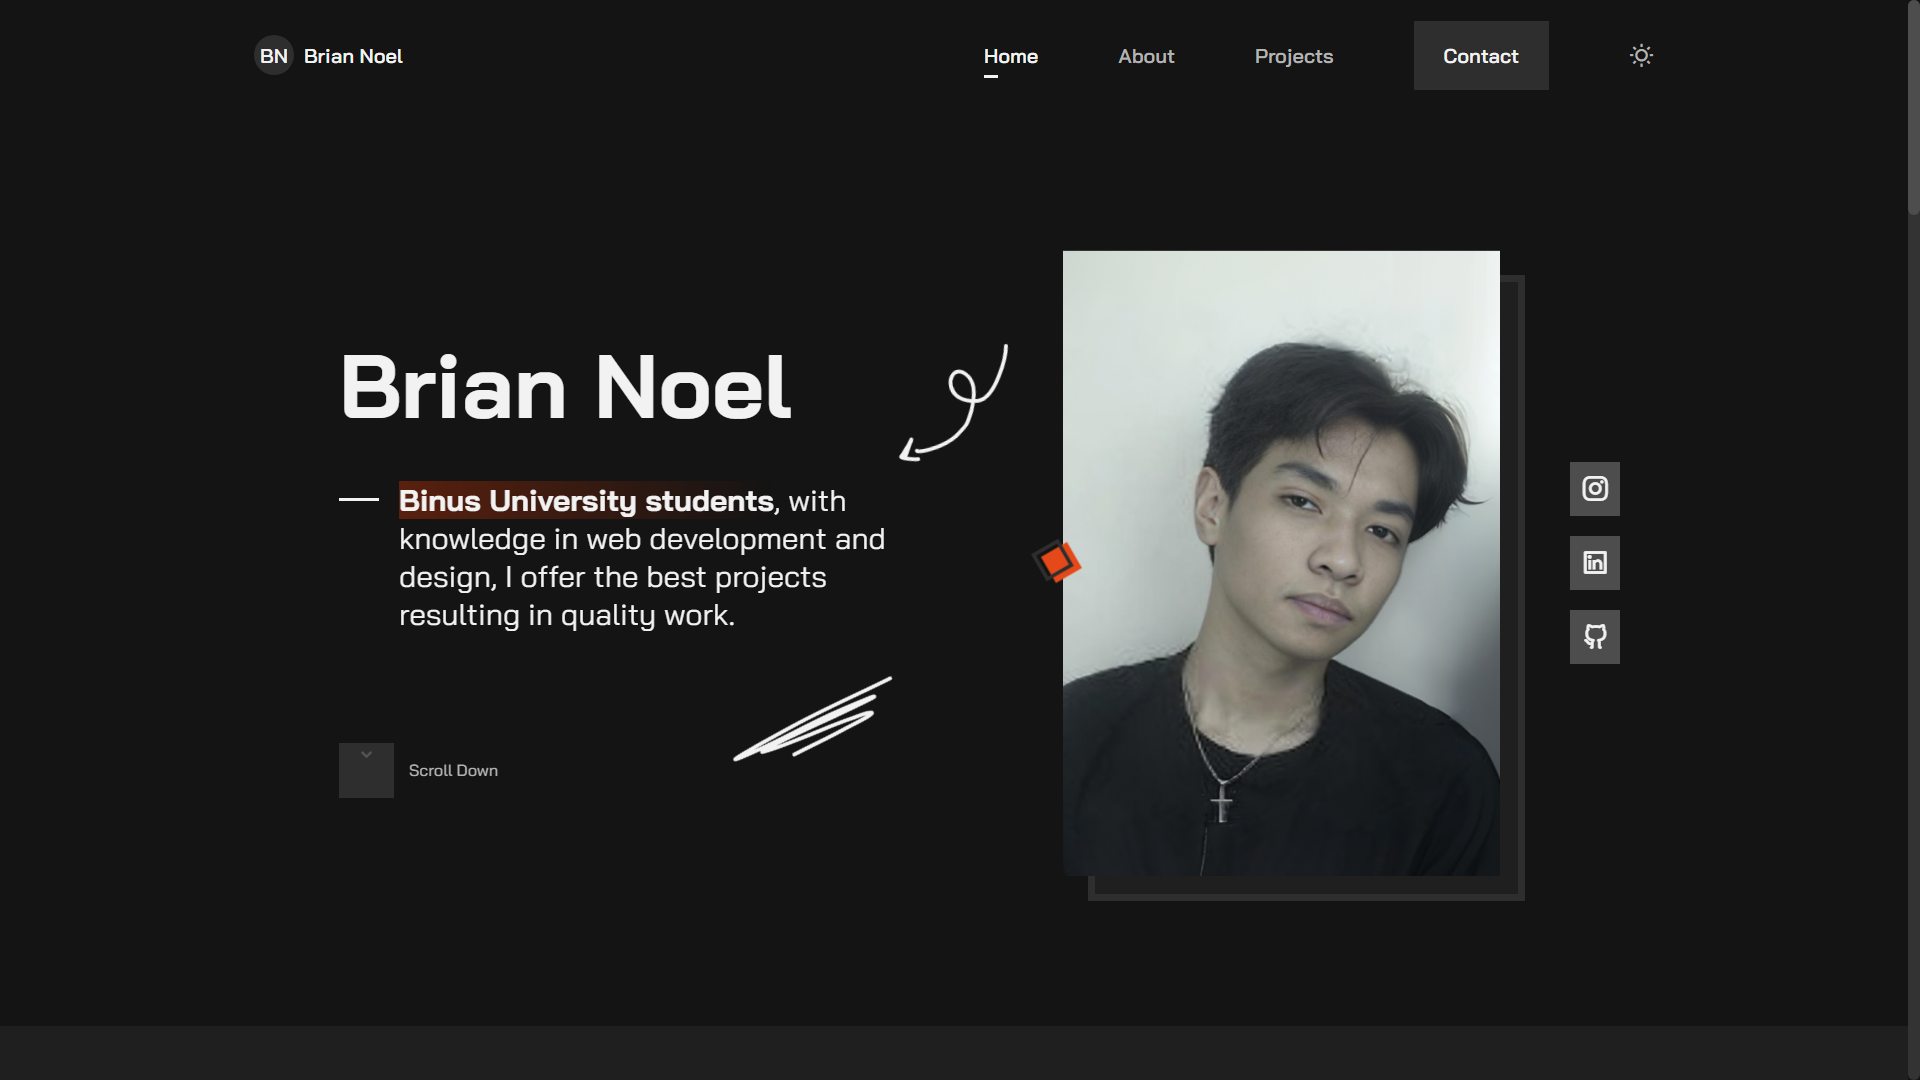 BN Brian Noel
Home
About
Projects
Contact
Brian Noel
Binus University students, with
knowledge in web development and
design, I offer the best projects
resulting in quality work.
Scroll Down